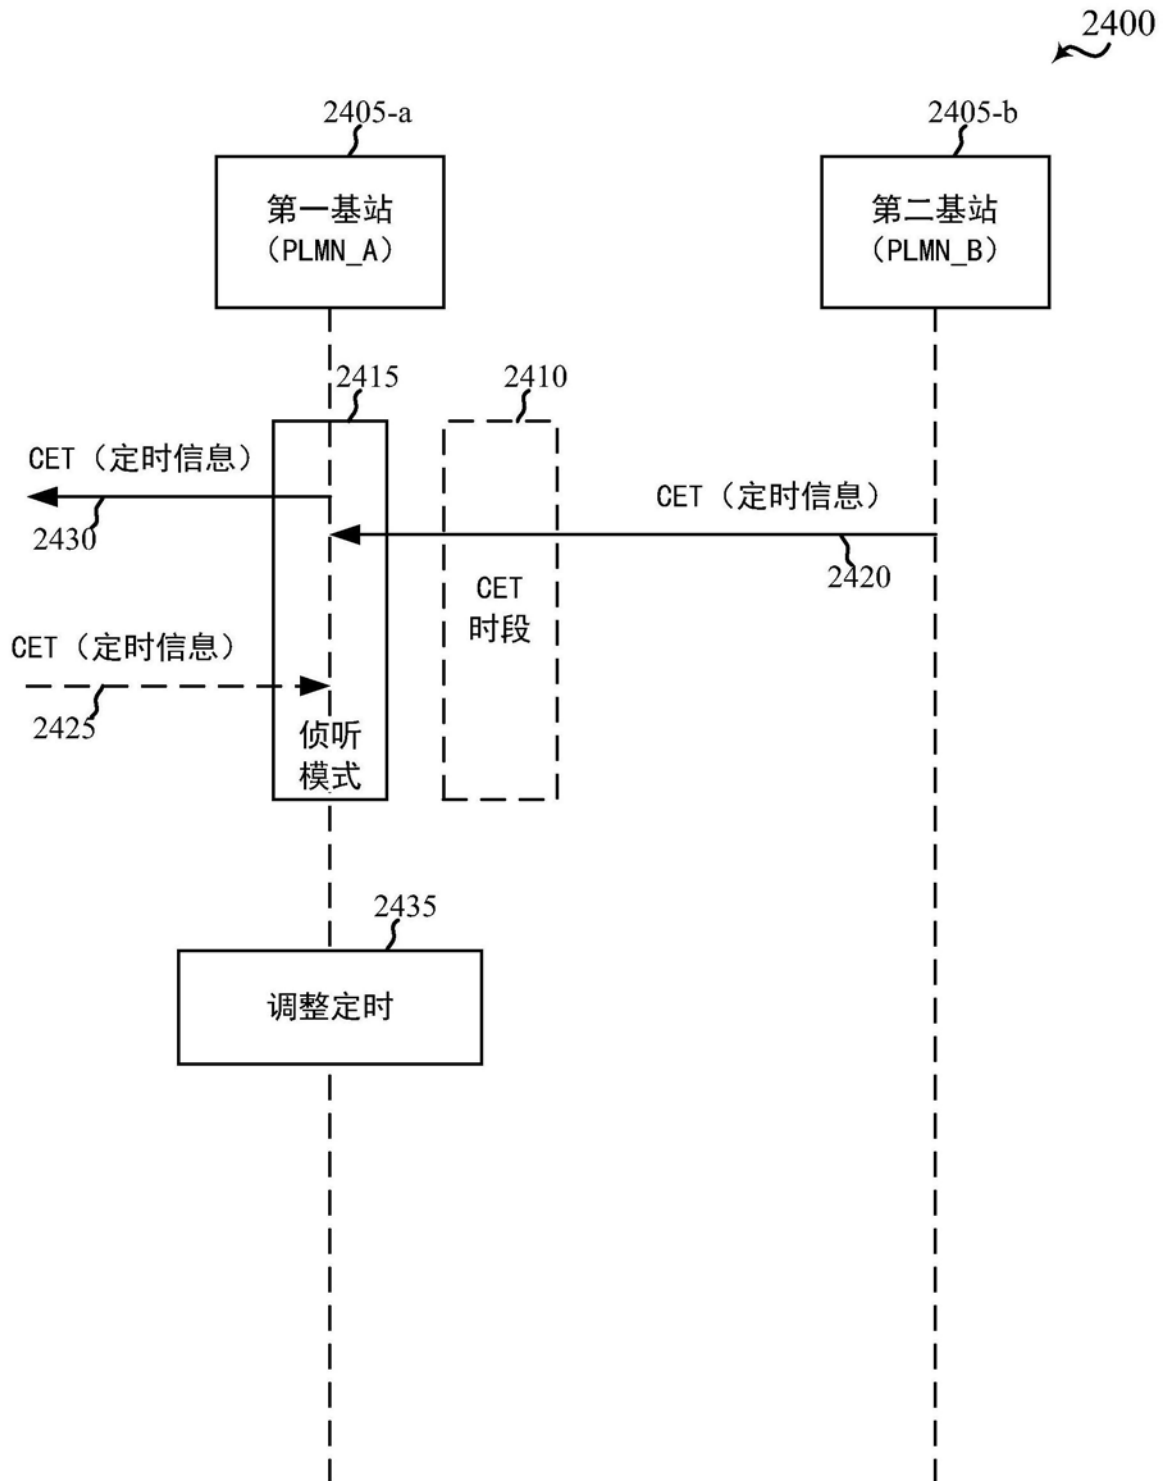 2400
2405-a
2405-b
第一基站
（PLMN_A）
第二基站
（PLMN_B）
2415
2410
CET（定时信息）
2430
CET（定时信息）
2420
CET
时段
CET（定时信息）
2425
侦听
模式
2435
调整定时